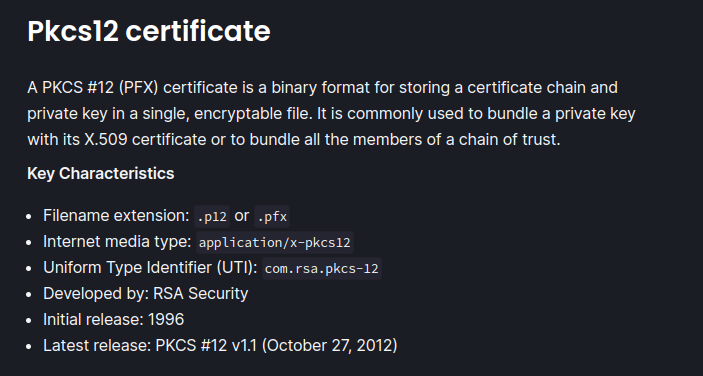 Pkcs12 certificate
A PKCS #12 (PFX) certificate is a binary format for storing a certificate chain and
private key in a single, encryptable file. It is commonly used to bundle a private key
with its X.509 certificate or to bundle all the members of a chain of trust.
Key Characteristics
• Filename extension: .p12 or .pfx
• Internet media type: application/x-pkcs12
• Uniform Type Identifier (UTI): com.rsa.pkcs-12
• Developed by: RSA Security
• Initial release: 1996
• Latest release: PKCS #12 v1.1 (October 27, 2012)